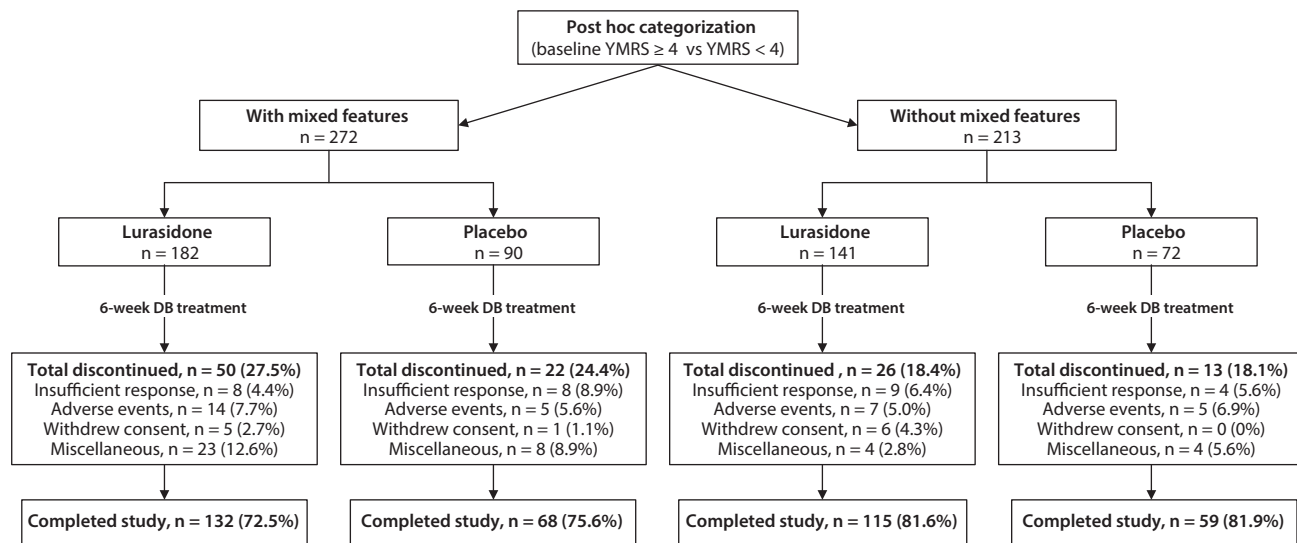 Post hoc categorization
(baseline YMRS ≥ 4 vs YMRS < 4)
With mixed features
n = 272
Without mixed features
n = 213
Lurasidone
n = 182
Placebo
n = 90
Lurasidone
n = 141
Placebo
n = 72
6-week DB treatment
6-week DB treatment
6-week DB treatment
6-week DB treatment
Total discontinued, n = 50 (27.5%)
Insufficient response, n = 8 (4.4%)
Adverse events, n = 14 (7.7%)
Withdrew consent, n = 5 (2.7%)
Miscellaneous, n = 23 (12.6%)
Total discontinued, n = 22 (24.4%)
Insufficient response, n = 8 (8.9%)
Adverse events, n = 5 (5.6%)
Withdrew consent, n = 1 (1.1%)
Miscellaneous, n = 8 (8.9%)
Total discontinued , n = 26 (18.4%)
Insufficient response, n = 9 (6.4%)
Adverse events, n = 7 (5.0%)
Withdrew consent, n = 6 (4.3%)
Miscellaneous, n = 4 (2.8%)
Total discontinued, n = 13 (18.1%)
Insufficient response, n = 4 (5.6%)
Adverse events, n = 5 (6.9%)
Withdrew consent, n = 0 (0%)
Miscellaneous, n = 4 (5.6%)
Completed study, n = 132 (72.5%)
Completed study, n = 68 (75.6%)
Completed study, n = 115 (81.6%)
Completed study, n = 59 (81.9%)